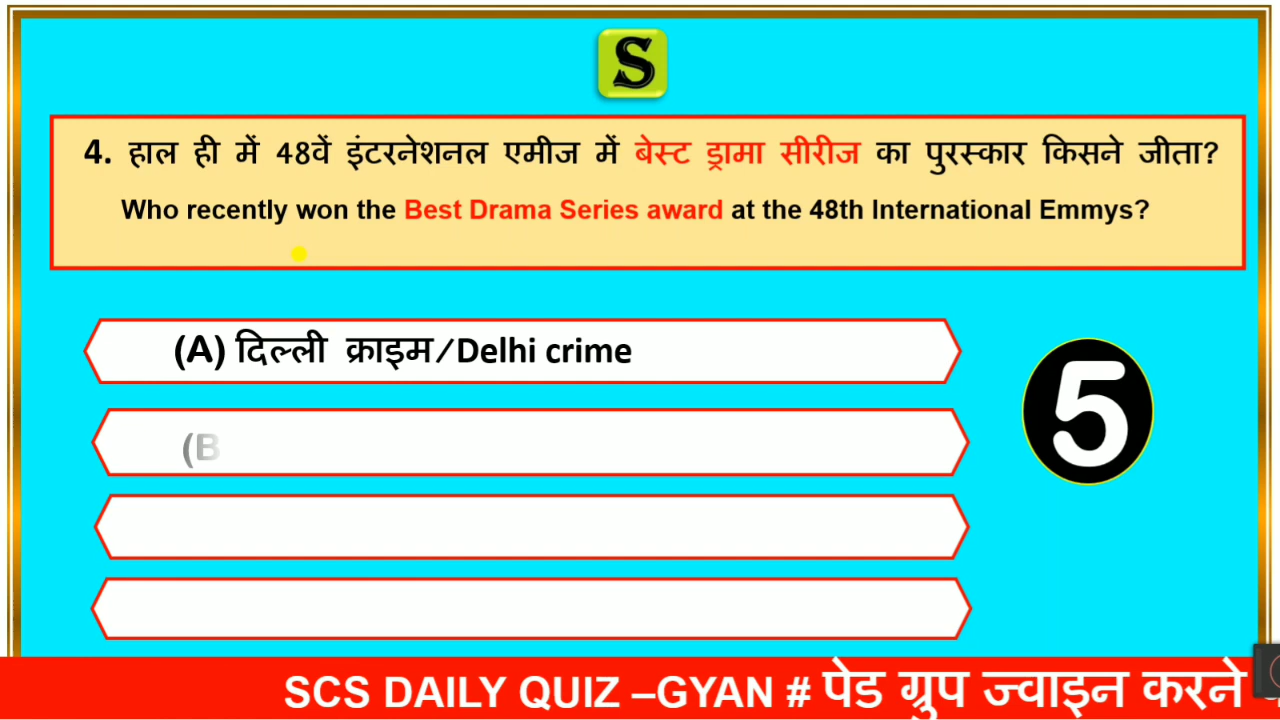 S
4. हाल ही में 48वें इंटरनेशनल एमीज में बेस्ट ड्रामा सीरीज का पुरस्कार किसने जीता?
Who recently won the Best Drama Series award at the 48th International Emmys?
(A) दिल्ली क्राइम/Delhi crime
5
(B
SCS DAILY QUIZ –GYAN # पेड ग्रुप ज्वाइन करने